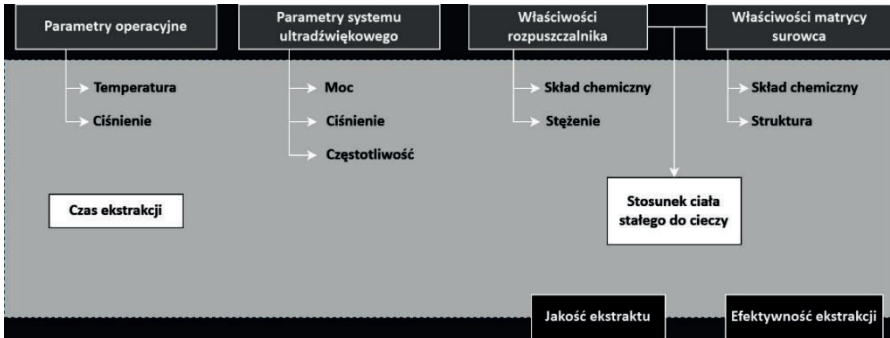 Parametry operacyjne
Parametry systemu
ultradźwiękowego
Właściwości
rozpuszczalnika
Właściwości matrycy
surowca
Temperatura
Ciśnienie
Moc
Ciśnienie
Częstotliwość
Skład chemiczny
Stężenie
Skład chemiczny
Struktura
Czas ekstrakcji
Stosunek ciała
stałego do cieczy
Jakość ekstraktu
Efektywność ekstrakcji